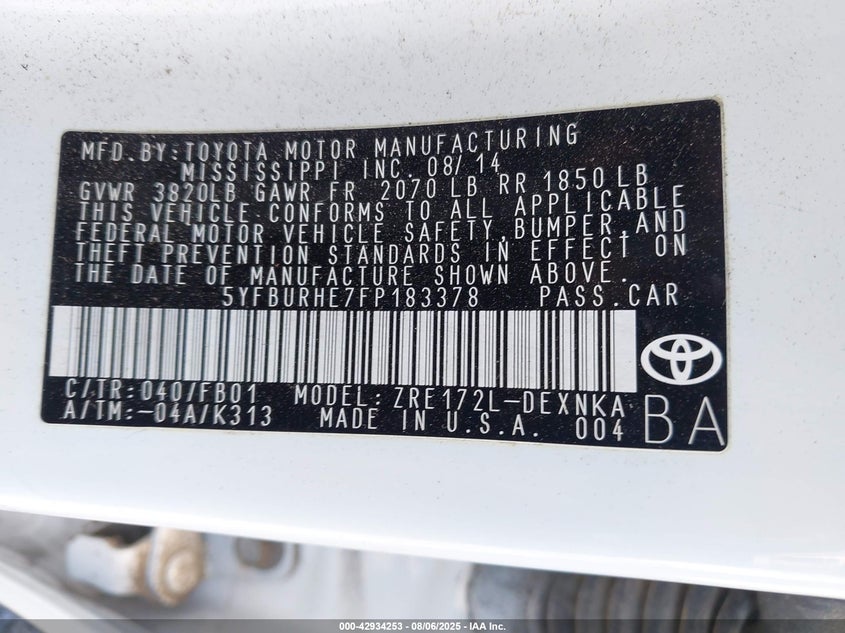 MFD.BY:TOYOTA MOTOR MANUFACTURING
MISSISSIPPI INC. 08/14
GVWR 3820LB GAWR FR 2070 LB RR 1850 LB
THIS VEHICLE CONFORMS TO ALL APPLICABLE
FEDERAL MOTOR VEHICLE SAFETY,BUMPER,AND
THEFT PREVENTION STANDARDS IN EFFECT ON
THE DATE OF MANUFACTURE SHOWN ABOVE.
5YFBURHE7FP183378 PASS.CAR
C/TR:040/FB01 MODEL:ZRE172L-DEXNKA
A/TM:-04A/K313 MADE IN U.S.A. 004
BA
000-42934253 - 08/06/2025 - IAA Inc.